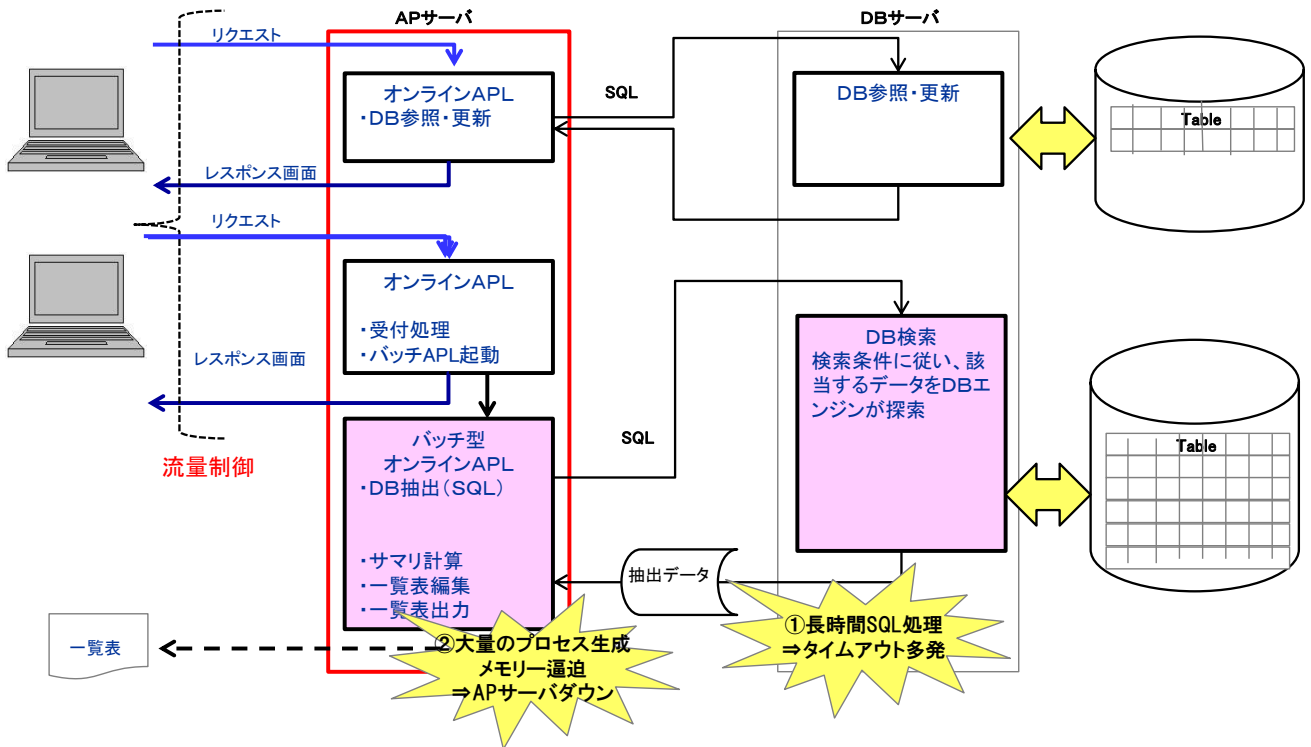 APサーバ
DBサーバ
リクエスト
オンラインAPL
・DB参照・更新
SQL
DB参照・更新
Table
レスポンス画面
リクエスト
オンラインAPL
・受付処理
・バッチAPL起動
レスポンス画面
DB検索
検索条件に従い、該
当するデータをDBエ
ンジンが探索
流量制御
バッチ型
オンラインAPL
・DB抽出(SQL)
・サマリ計算
・一覧表編集
・一覧表出力
SQL
Table
抽出データ
①長時間SQL処理
⇒タイムアウト多発
②大量のプロセス生成
メモリー逼迫
⇒APサーバダウン
一覧表